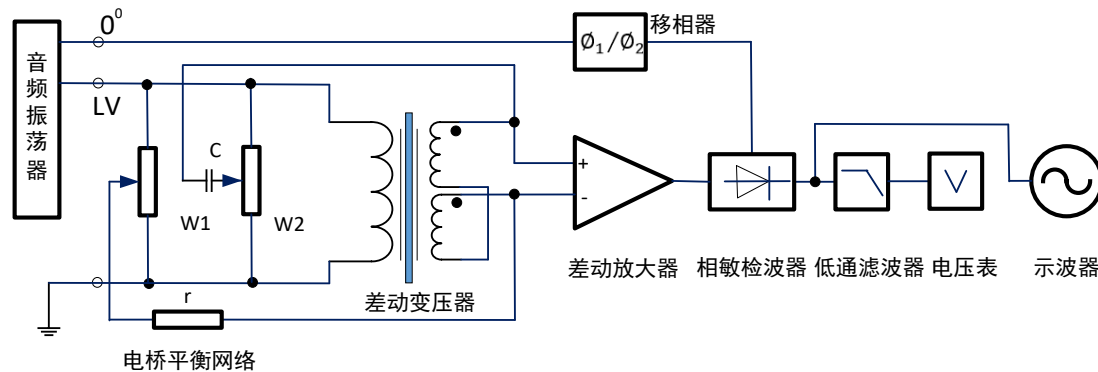 音频振荡器
0⁰
LV
移相器
Ø₁/Ø₂
C
W1
W2
r
+
-
V
差动变压器
差动放大器
相敏检波器
低通滤波器
电压表
示波器
电桥平衡网络